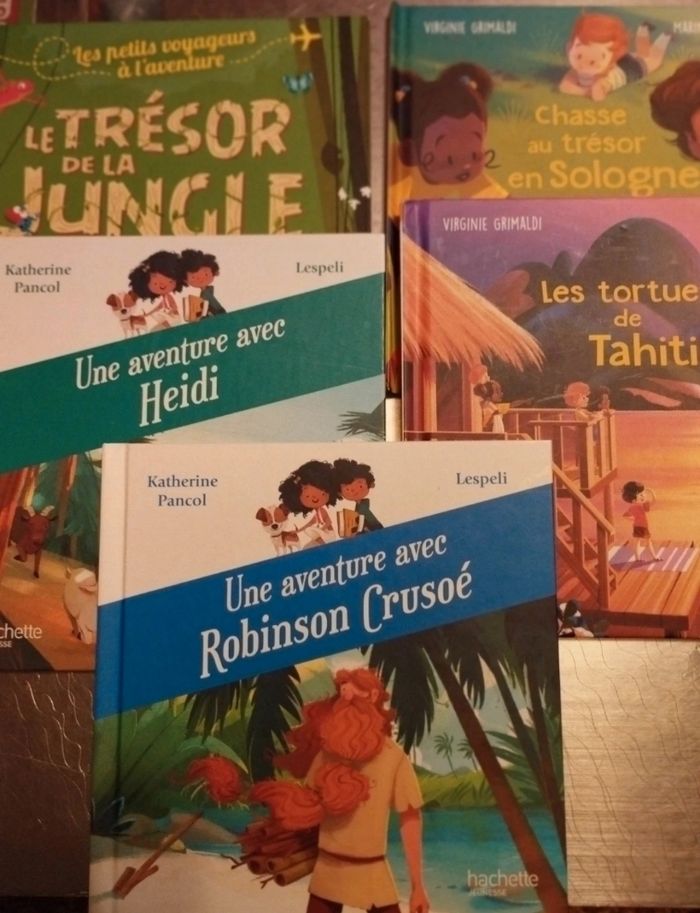 Les petits voyageurs
à l'aventure
LE TRÉSOR
DE LA
JUNGLE
VIRGINIE GRIMALDI
Chasse
au trésor
en Sologne
VIRGINIE GRIMALDI
Les tortue
de
Tahiti
Katherine
Pancol
Lespeli
Une aventure avec
Heidi
chette
Katherine
Pancol
Lespeli
Une aventure avec
Robinson Crusoé
hachette
JEUNESSE